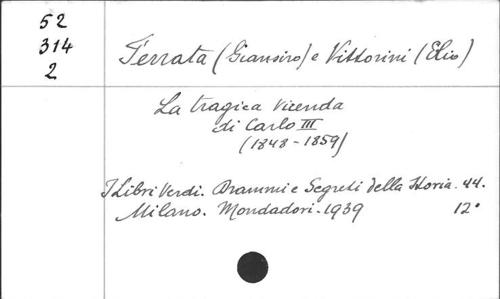 52
314
2
Ferrata (Giansiro) e Vittorini (Elio)
La tragica Vicenda
di Carlo III
(1848-1859)
I Libri Verdi. Drammi e Segreti della Storia. 44.
Milano. Mondadori. 1939 12°